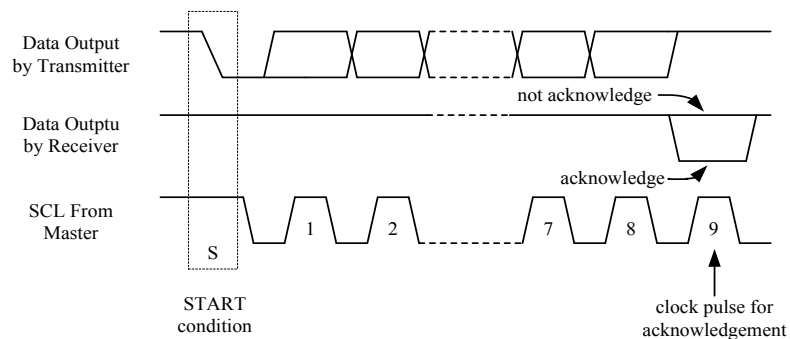 Data Output
by Transmitter
not acknowledge
Data Outptu
by Receiver
acknowledge
SCL From
Master
1
2
7
8
9
S
START
condition
clock pulse for
acknowledgement